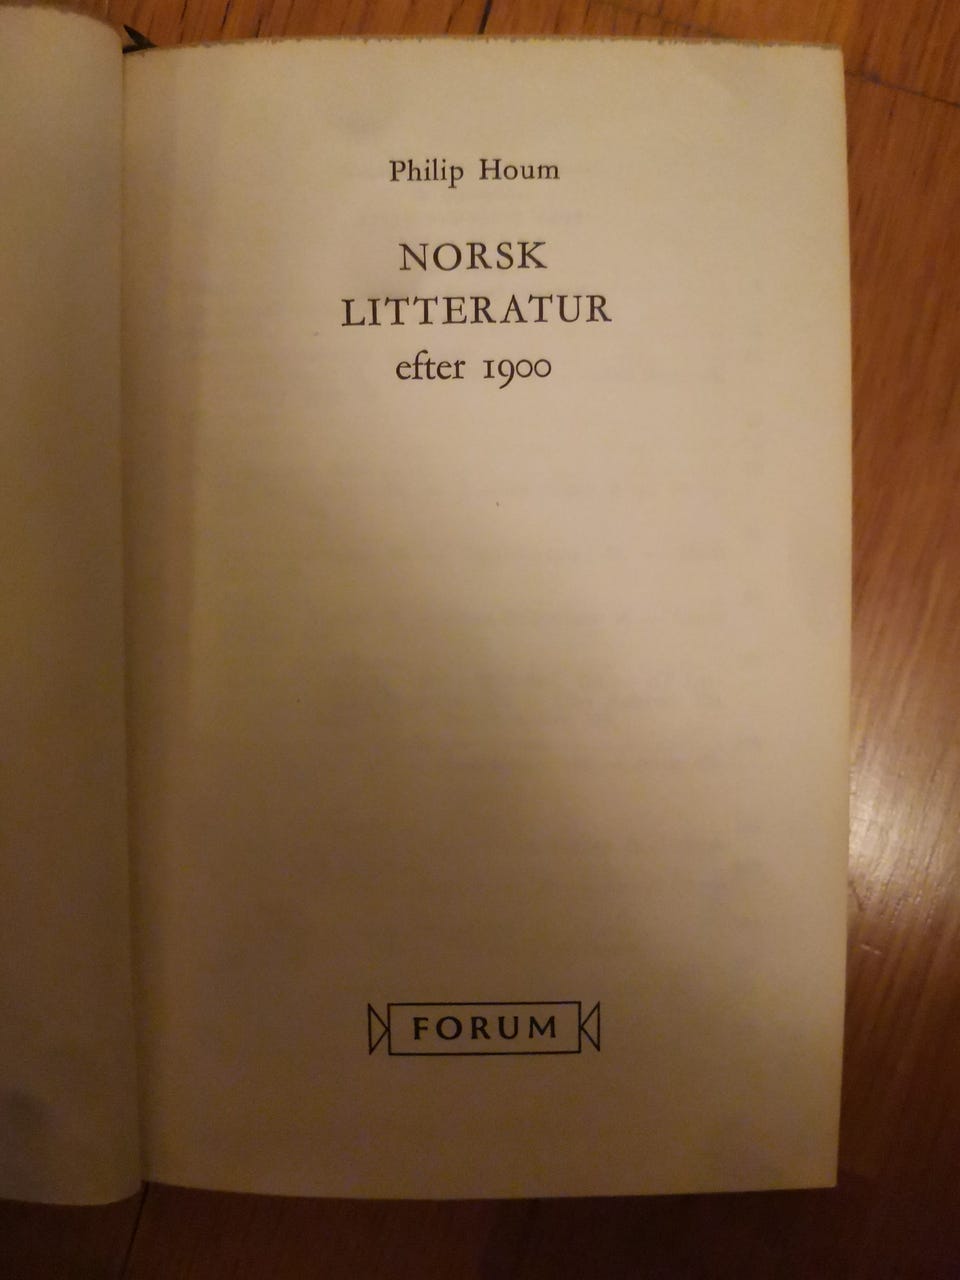 Philip Houm
NORSK
LITTERATUR
efter 1900
FORUM